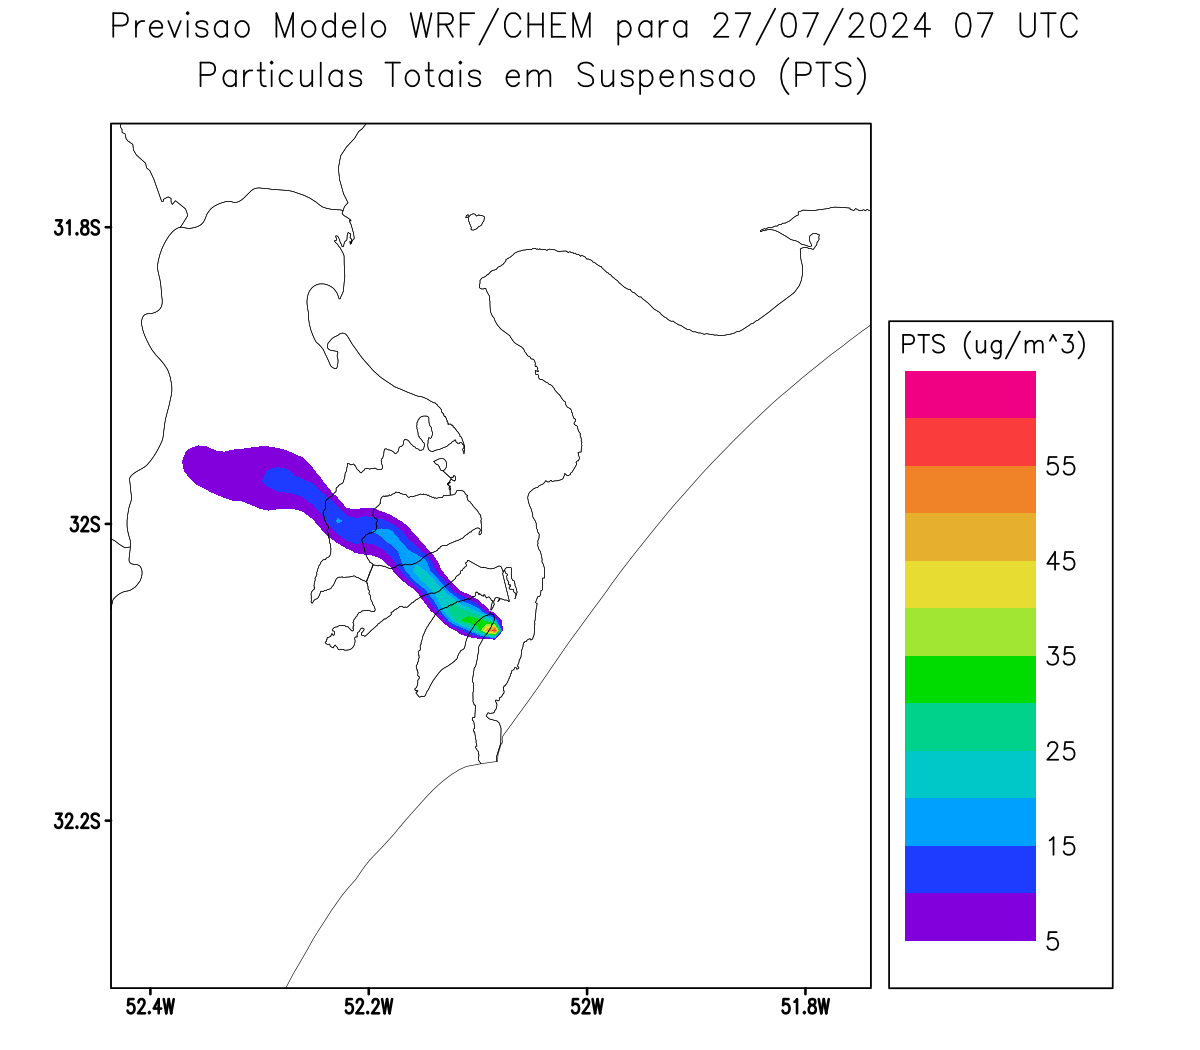 Previsao Modelo WRF/CHEM para 27/07/2024 07 UTC
Particulas Totais em Suspensao (PTS)
31.8S
32S
32.2S
52.4W
52.2W
52W
51.8W
PTS (ug/m^3)
55
45
35
25
15
5